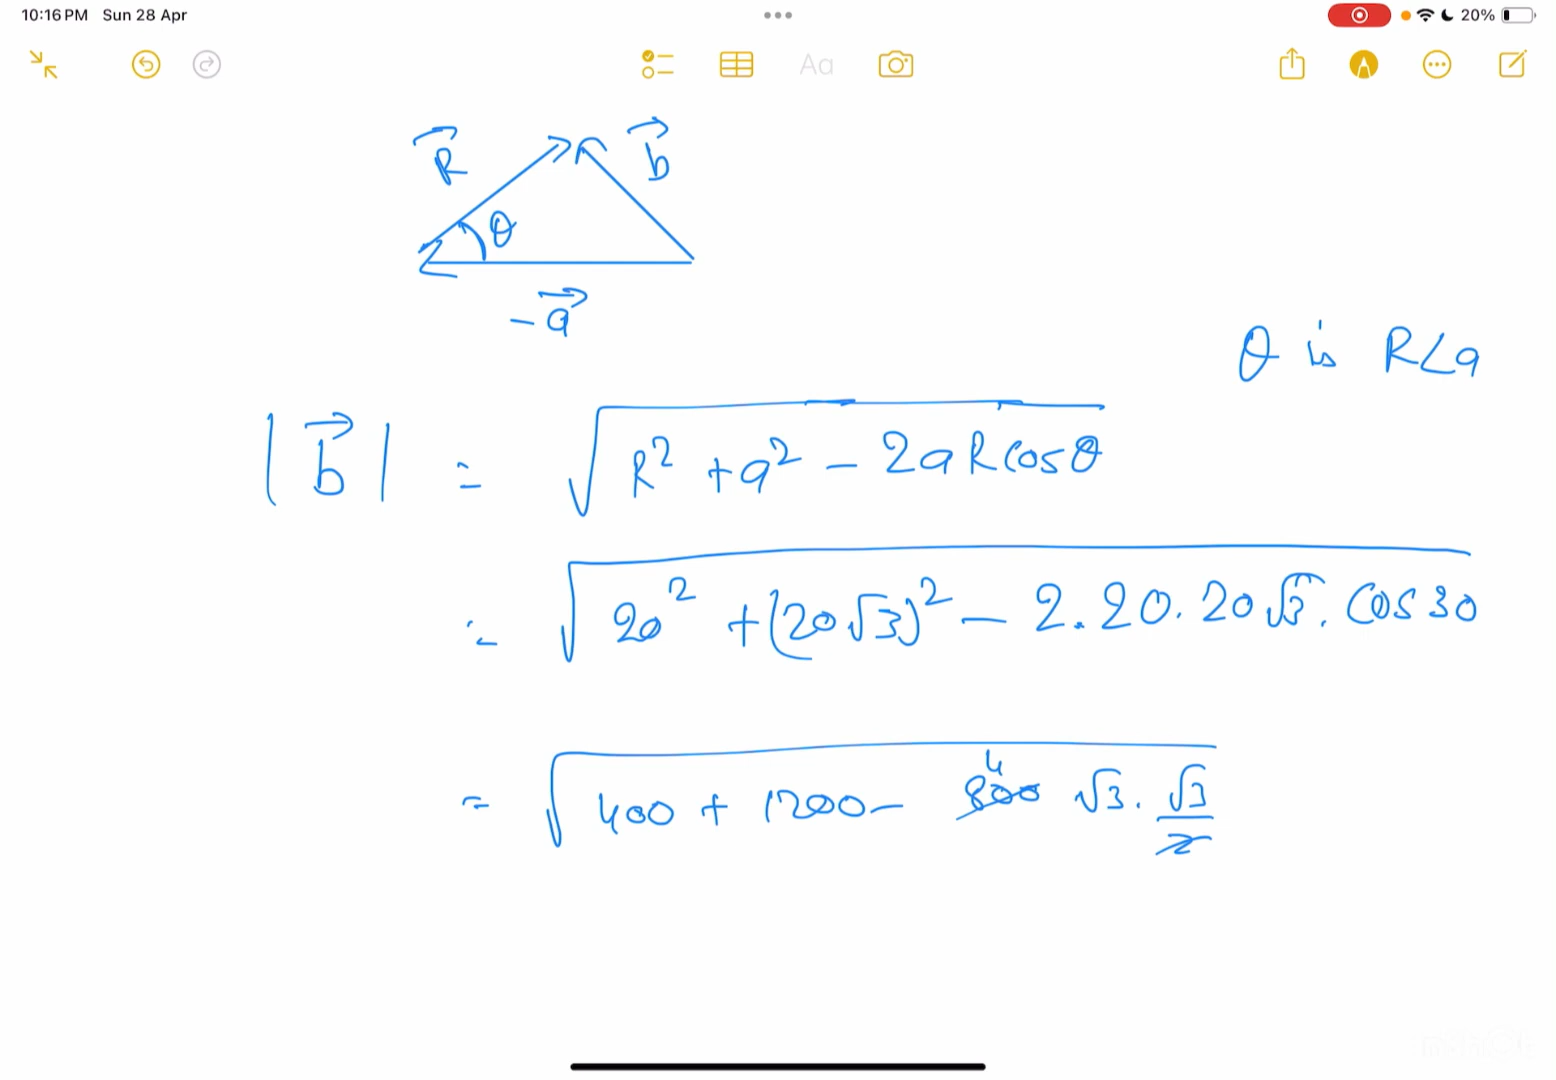 10:16 PM Sun 28 Apr 20%
Aa
R⃗ b⃗
θ
-a⃗
θ is R∠a
|b⃗| = √(R² + a² - 2aR cosθ)
= √(20² + (20√3)² - 2.20.20√3. Cos 30)
4
= √(400 + 1200 - 800 √3. √3/2)